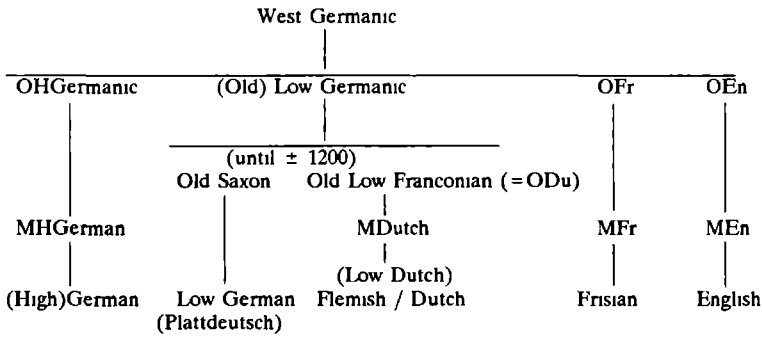 West Germanic
OHGermanic (Old) Low Germanic OFr OEn
(until ± 1200)
Old Saxon Old Low Franconian (=ODu)
MHGerman MDutch MFr MEn
(Low Dutch)
(High)German Low German Flemish / Dutch Frisian English
(Plattdeutsch)